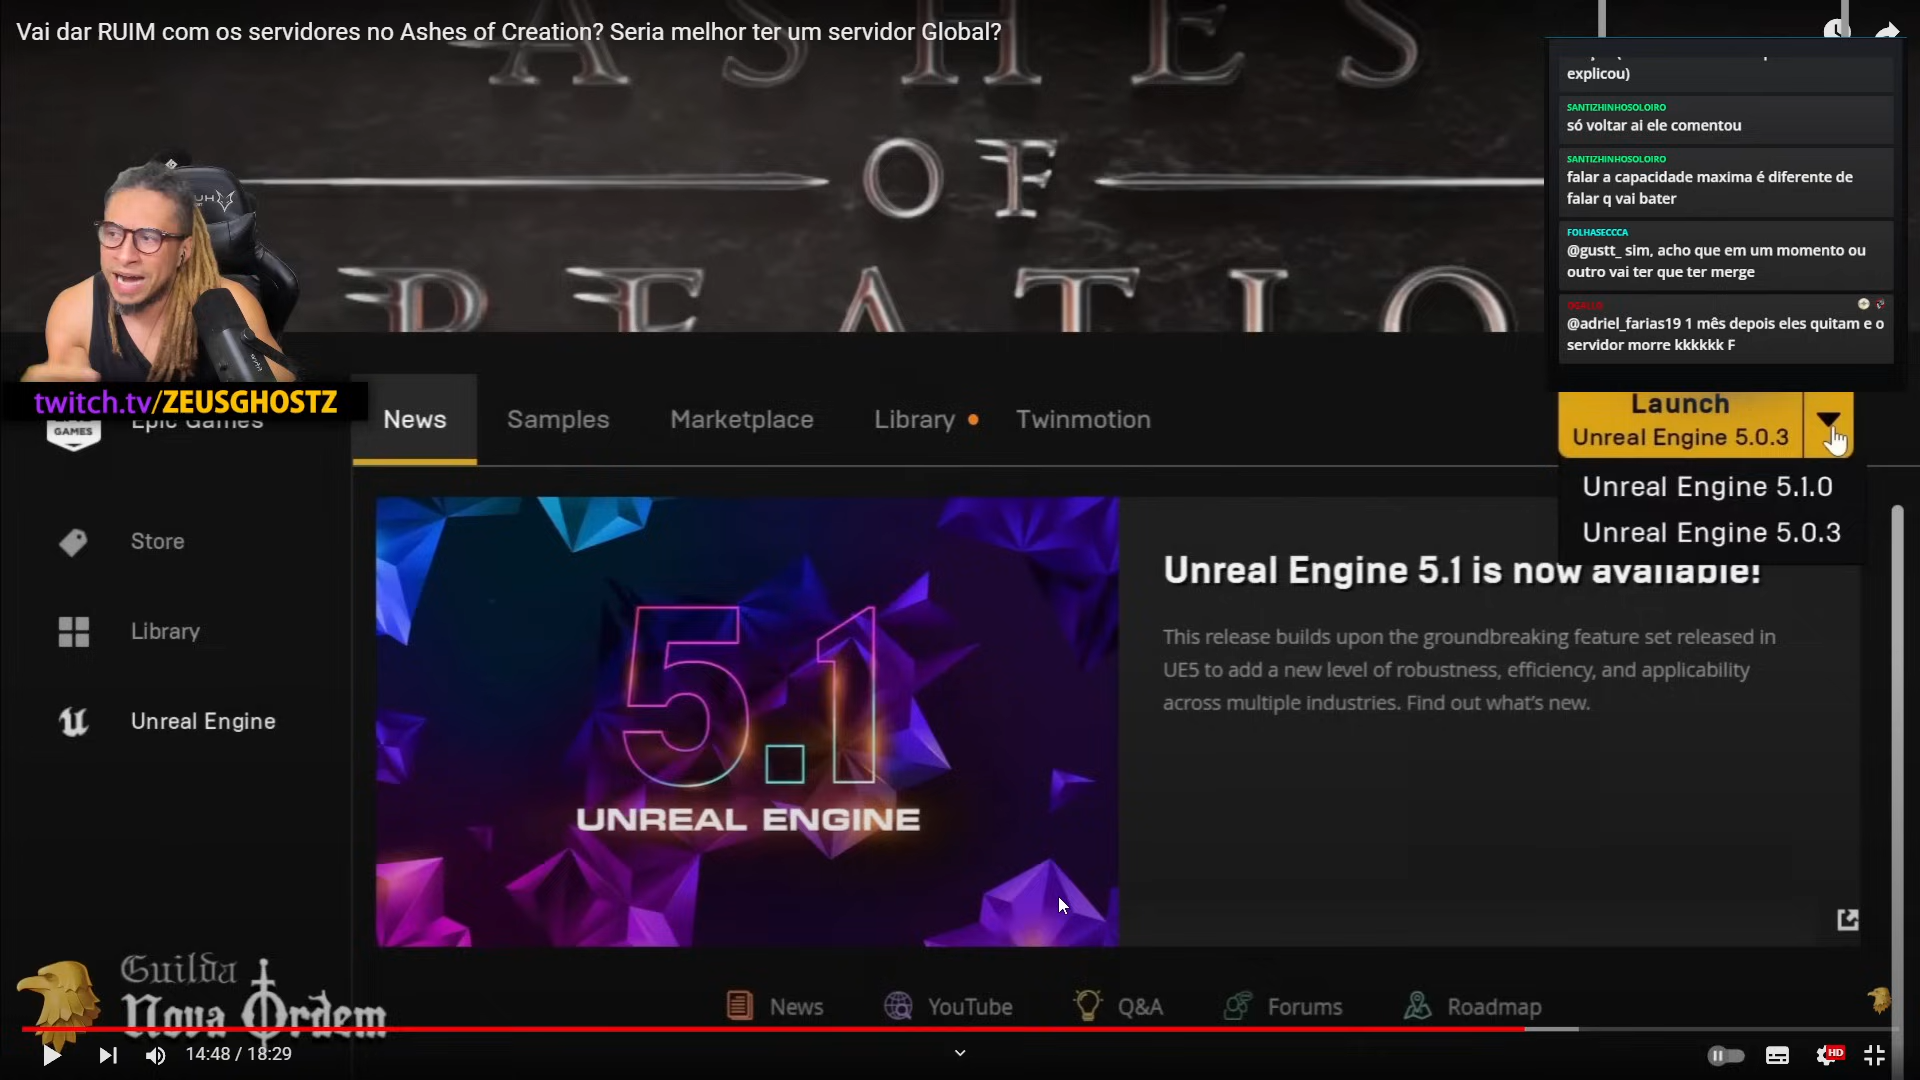 Vai dar RUIM com os servidores no Ashes of Creation? Seria melhor ter um servidor Global?
ASHES
OF
REATIO
explicou)
SANTIZHINHOSOLOIRO
só voltar ai ele comentou
SANTIZHINHOSOLOIRO
falar a capacidade maxima é diferente de
falar q vai bater
FOLHASECCCA
@gustt_ sim, acho que em um momento ou
outro vai ter que ter merge
@adriel_farias19 1 mês depois eles quitam e o
servidor morre kkkkkk F
twitch.tv/ZEUSGHOSTZ
GAMES
Epic Games
News
Samples
Marketplace
Library
Twinmotion
Launch
Unreal Engine 5.0.3
Unreal Engine 5.1.0
Unreal Engine 5.0.3
Store
Library
Unreal Engine
5.1
UNREAL ENGINE
Unreal Engine 5.1 is now available!
This release builds upon the groundbreaking feature set released in
UE5 to add a new level of robustness, efficiency, and applicability
across multiple industries. Find out what's new.
Guilda
Nova Ordem
News
YouTube
Q&A
Forums
Roadmap
14:48 / 18:29
HD